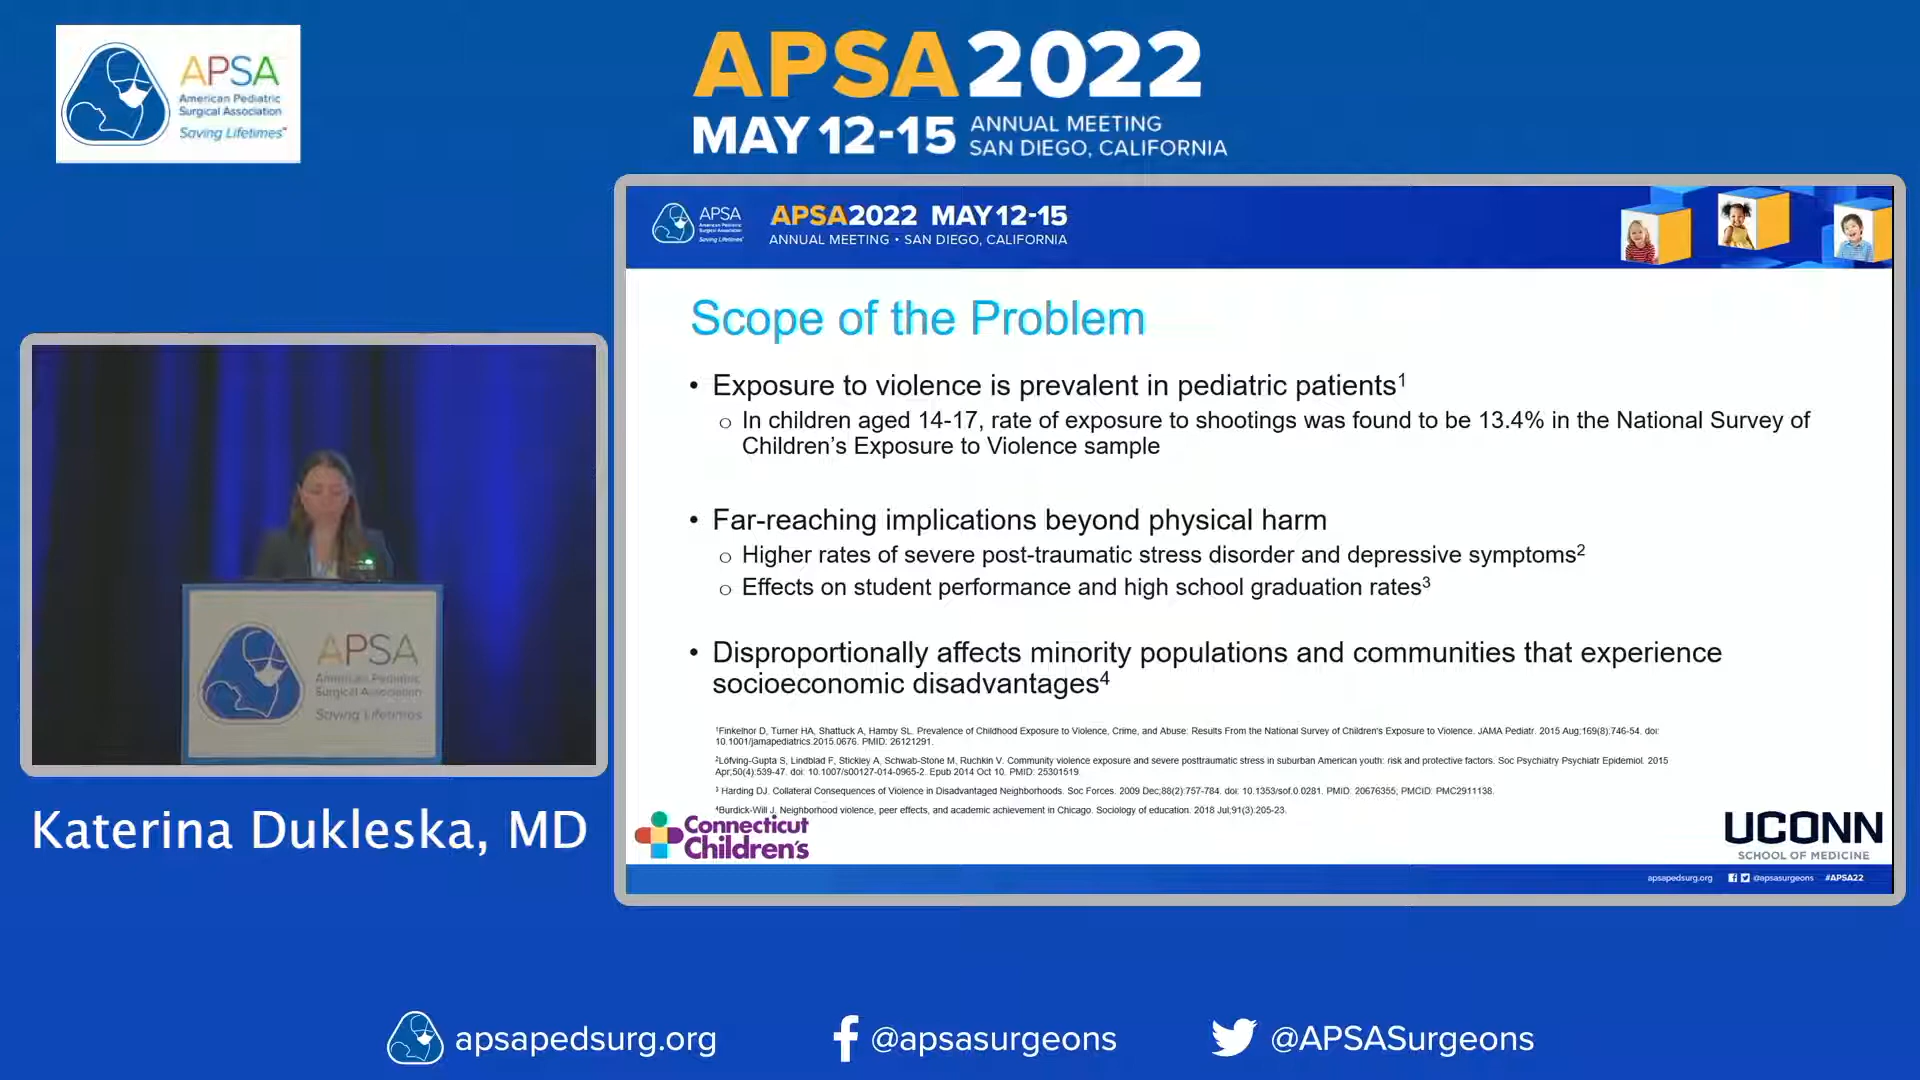 APSA
American Pediatric
Surgical Association
Saving Lifetimes
APSA 2022
MAY 12-15
ANNUAL MEETING
SAN DIEGO, CALIFORNIA
APSA
American Pediatric
Surgical Association
Saving Lifetimes
APSA2022 MAY 12-15
ANNUAL MEETING • SAN DIEGO, CALIFORNIA
Scope of the Problem
• Exposure to violence is prevalent in pediatric patients¹
o In children aged 14-17, rate of exposure to shootings was found to be 13.4% in the National Survey of
Children's Exposure to Violence sample
• Far-reaching implications beyond physical harm
o Higher rates of severe post-traumatic stress disorder and depressive symptoms²
o Effects on student performance and high school graduation rates³
• Disproportionally affects minority populations and communities that experience
socioeconomic disadvantages⁴
¹Finkelhor D, Turner HA, Shattuck A, Hamby SL. Prevalence of Childhood Exposure to Violence, Crime, and Abuse: Results From the National Survey of Children's Exposure to Violence. JAMA Pediatr. 2015 Aug;169(8):746-54. doi:
10.1001/jamapediatrics.2015.0676. PMID: 26121291.
²Löfving-Gupta S, Lindblad F, Stickley A, Schwab-Stone M, Ruchkin V. Community violence exposure and severe posttraumatic stress in suburban American youth: risk and protective factors. Soc Psychiatry Psychiatr Epidemiol. 2015
Apr;50(4):539-47. doi: 10.1007/s00127-014-0965-2. Epub 2014 Oct 10. PMID: 25301519.
³ Harding DJ. Collateral Consequences of Violence in Disadvantaged Neighborhoods. Soc Forces. 2009 Dec;88(2):757-784. doi: 10.1353/sof.0.0281. PMID: 20676355; PMCID: PMC2911138.
⁴Burdick-Will J. Neighborhood violence, peer effects, and academic achievement in Chicago. Sociology of education. 2018 Jul;91(3):205-23.
Connecticut
Children's
UCONN
SCHOOL OF MEDICINE
apsapedsurg.org @apsasurgeons #APSA22
APSA
American Pediatric
Surgical Association
Saving Lifetimes
Katerina Dukleska, MD
apsapedsurg.org @apsasurgeons @APSASurgeons